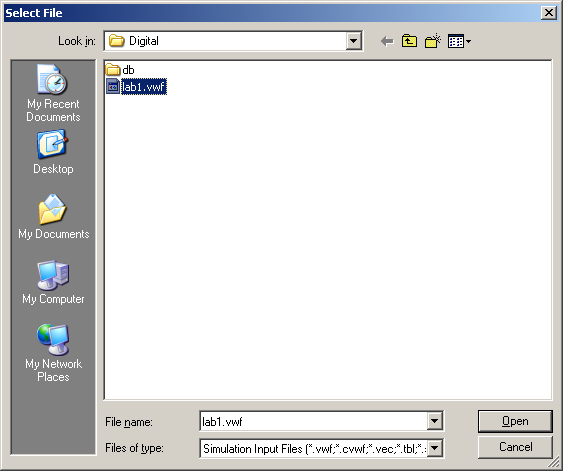 Select File
Look in: Digital
My Recent
Documents
Desktop
My Documents
My Computer
My Network
Places
db
lab1.vwf
File name: lab1.vwf
Open
Files of type: Simulation Input Files (*.vwf;*.cvwf;*.vec;*.tbl;*.
Cancel